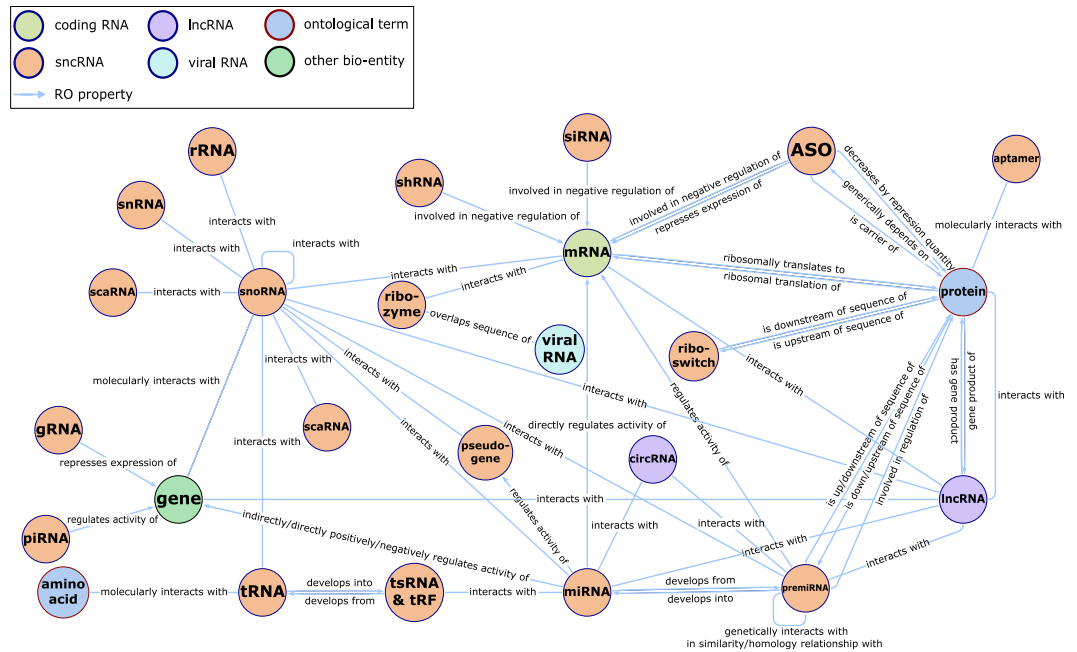 coding RNA
lncRNA
ontological term
sncRNA
viral RNA
other bio-entity
RO property
rRNA
siRNA
ASO
aptamer
snRNA
shRNA
involved in negative regulation of
involved in negative regulation of
involved in negative regulation of
represses expression of
decreases by repression quantity
generically depends on
is carrier of
molecularly interacts with
interacts with
interacts with
interacts with
mRNA
ribosomally translates to
ribosomal translation of
scaRNA
interacts with
snoRNA
interacts with
interacts with
ribo-
zyme
overlaps sequence of
viral
RNA
protein
is downstream of sequence of
is upstream of sequence of
ribo-
switch
molecularly interacts with
interacts with
interacts with
interacts with
regulates activity of
interacts with
is up/downstream of sequence of
is down/upstream of sequence of
involved in regulation of
has gene product
gene product of
interacts with
gRNA
scaRNA
interacts with
directly regulates activity of
interacts with
interacts with
pseudo-
gene
circRNA
represses expression of
gene
interacts with
lncRNA
regulates activity of
piRNA
indirectly/directly positively/negatively regulates activity of
regulates activity of
interacts with
interacts with
interacts with
interacts with
amino
acid
molecularly interacts with
tRNA
develops into
develops from
tsRNA
& tRF
interacts with
miRNA
develops from
develops into
premiRNA
genetically interacts with
in similarity/homology relationship with